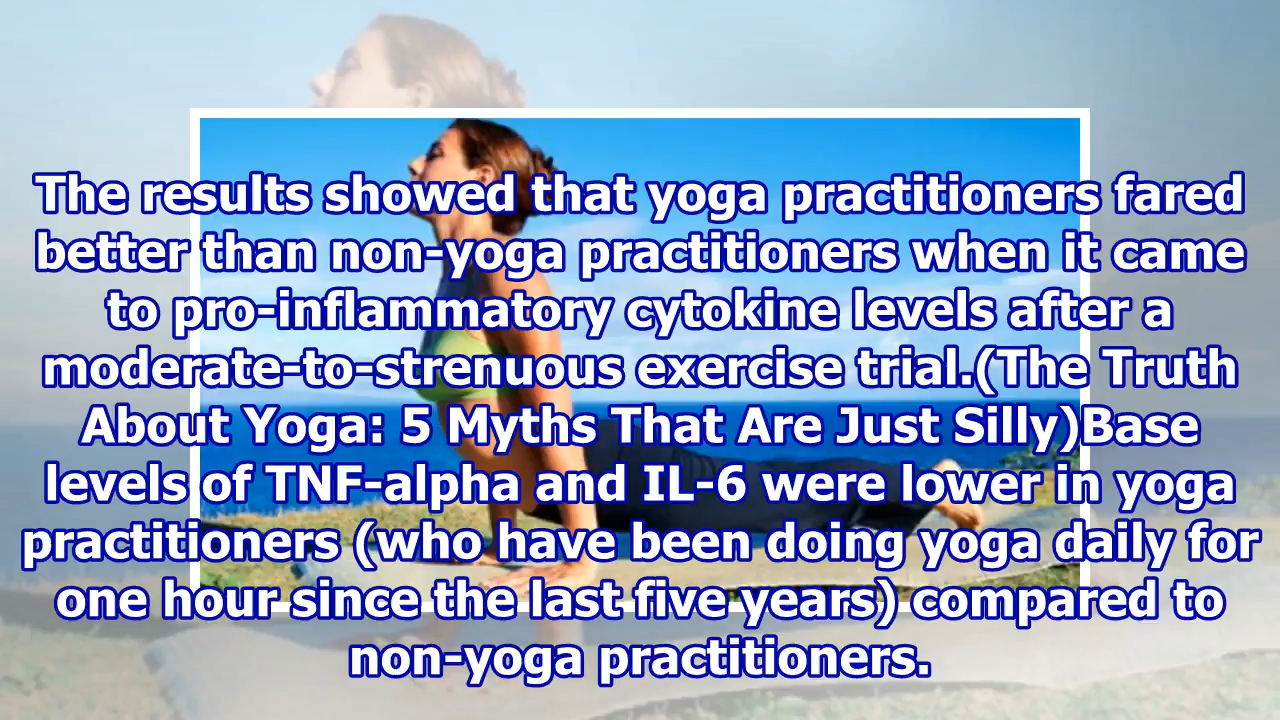 The results showed that yoga practitioners fared
better than non-yoga practitioners when it came
to pro-inflammatory cytokine levels after a
moderate-to-strenuous exercise trial.(The Truth
About Yoga: 5 Myths That Are Just Silly)Base
levels of TNF-alpha and IL-6 were lower in yoga
practitioners (who have been doing yoga daily for
one hour since the last five years) compared to
non-yoga practitioners.